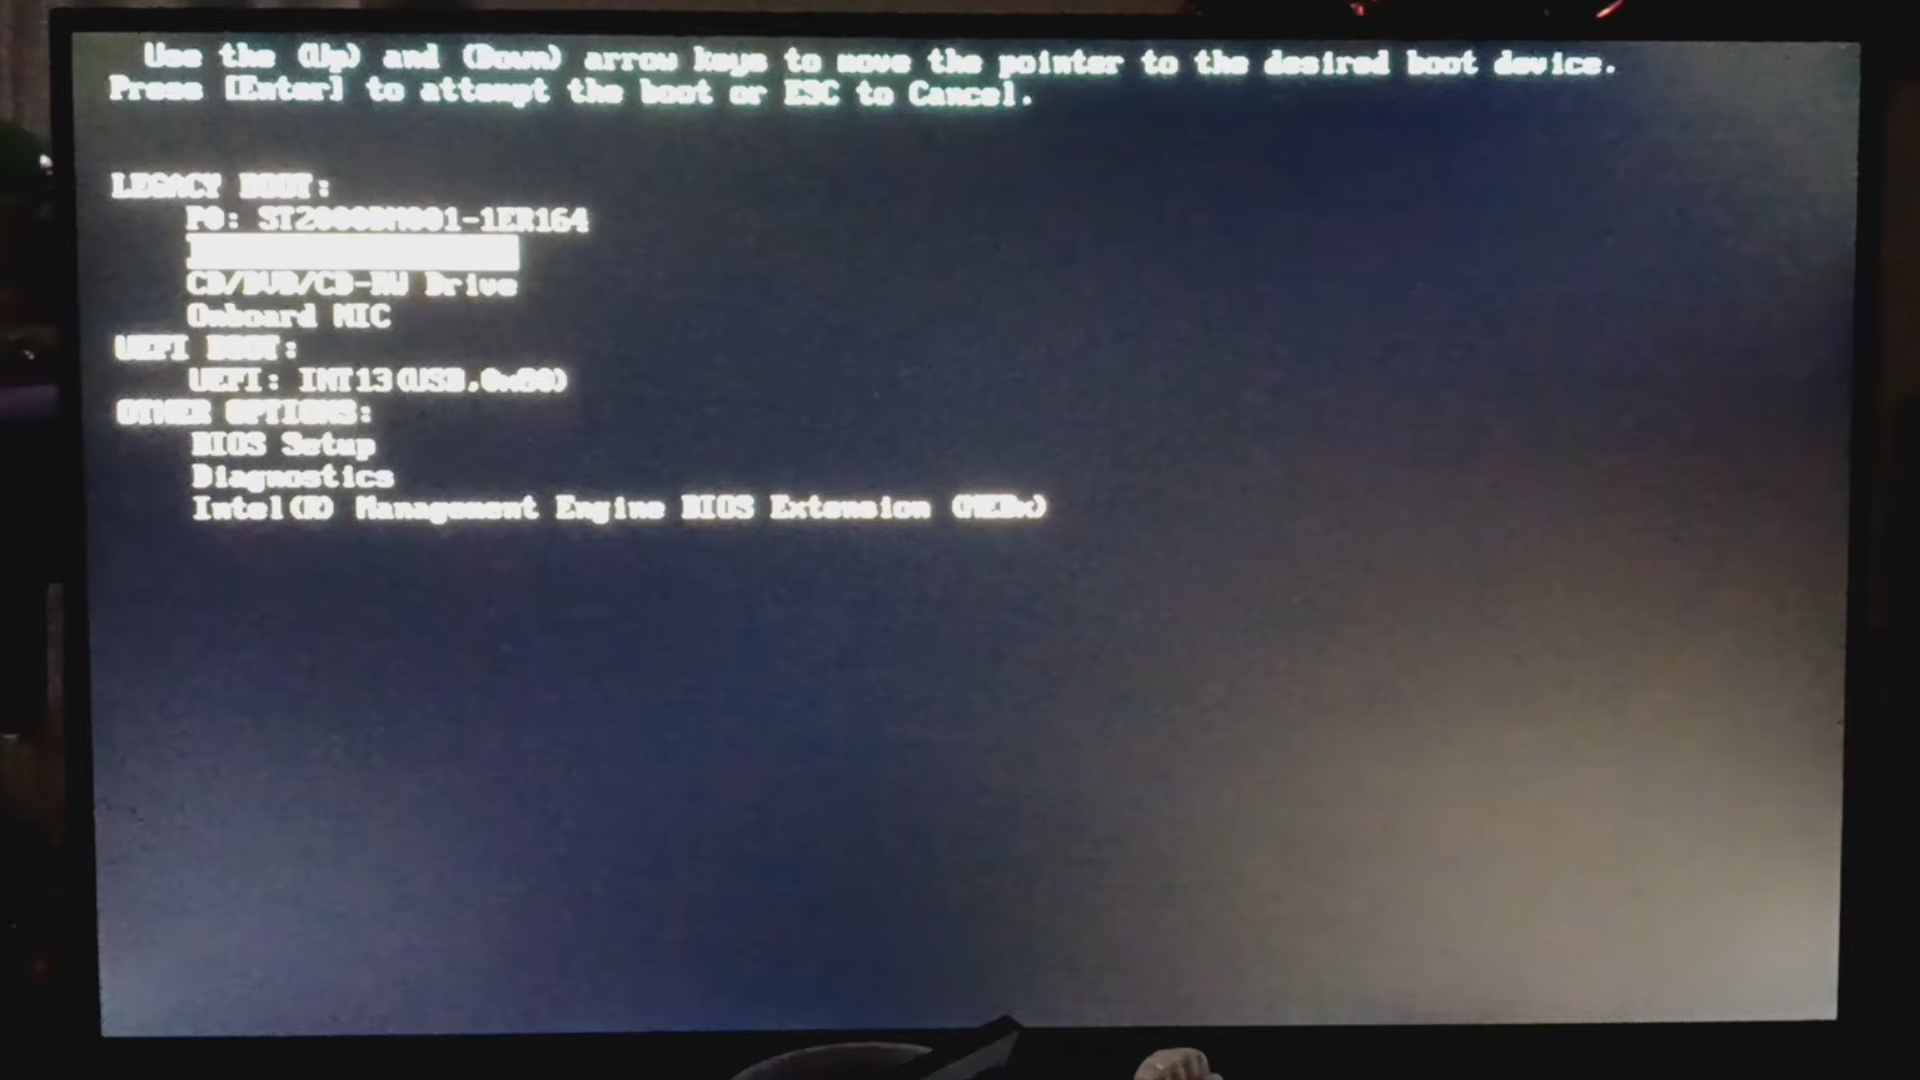 Use the (Up) and (Down) arrow keys to move the pointer to the desired boot device.
Press [Enter] to attempt the boot or ESC to Cancel.
LEGACY BOOT:
P0: ST2000DM001-1ER164
CD/DVD/CD-RW Drive
Onboard NIC
UEFI BOOT:
UEFI: INT13(USB,0x80)
OTHER OPTIONS:
BIOS Setup
Diagnostics
Intel(R) Management Engine BIOS Extension (MEBx)